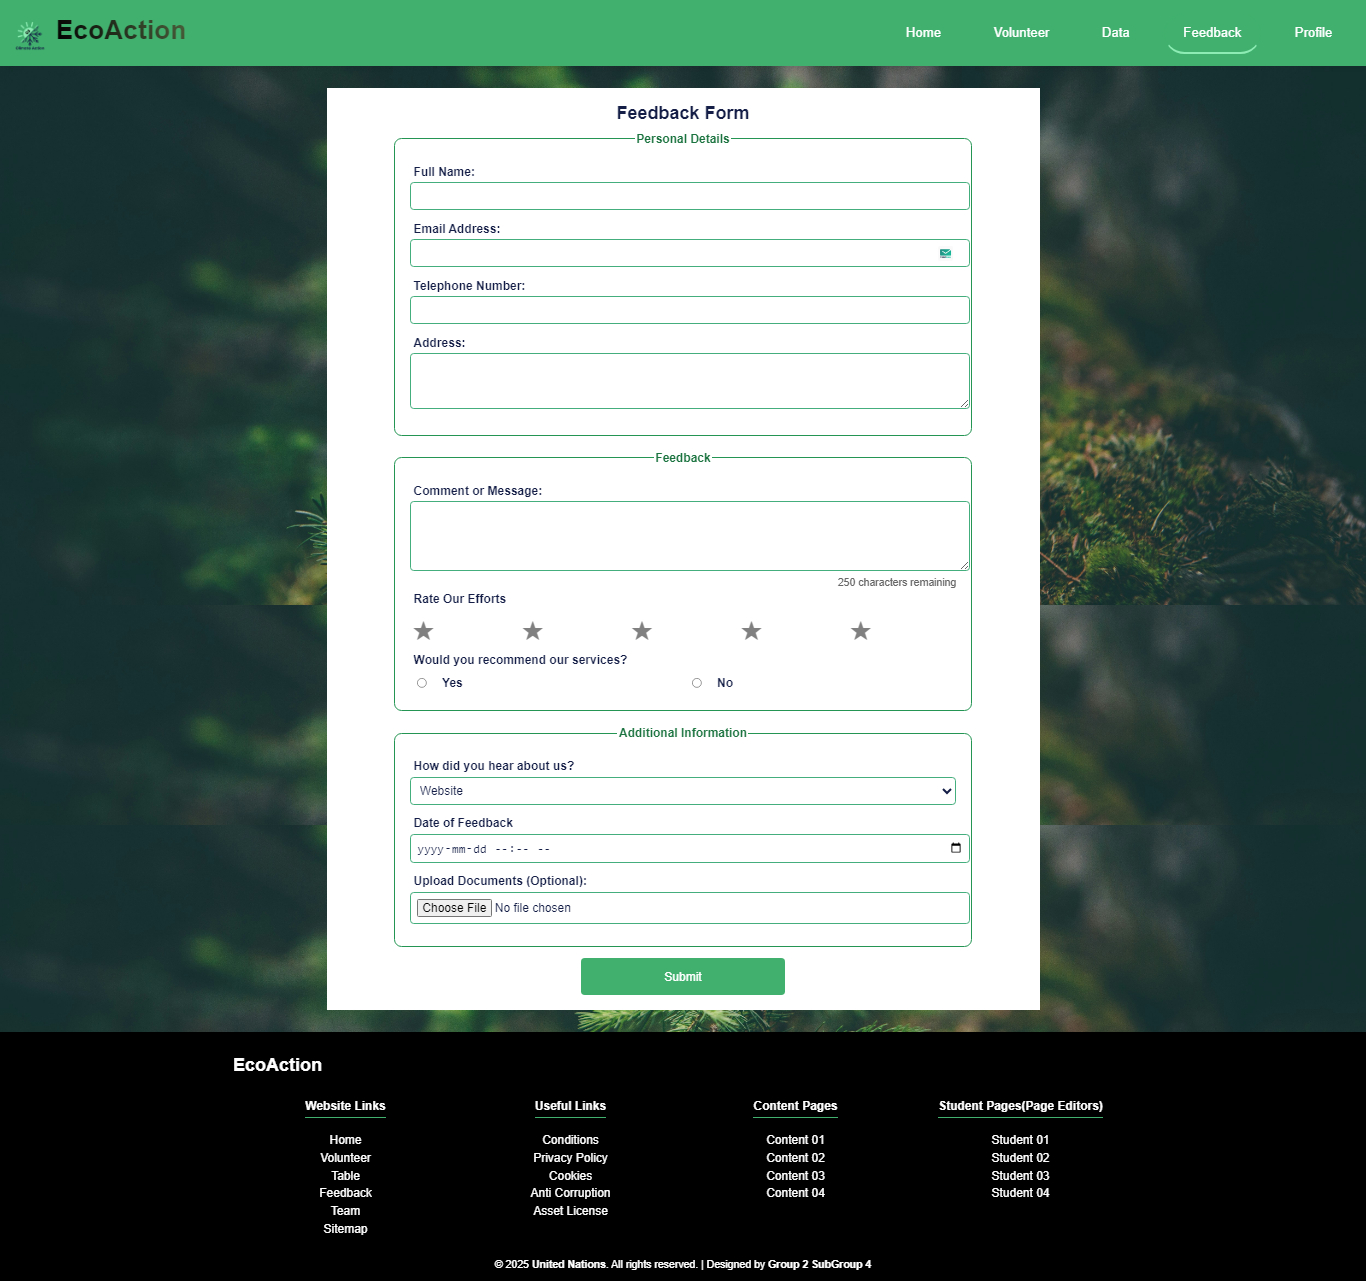 EcoAction
Home Volunteer Data Feedback Profile
Feedback Form
Personal Details
Full Name:
Email Address:
Telephone Number:
Address:
Feedback
Comment or Message:
250 characters remaining
Rate Our Efforts
Would you recommend our services?
Yes No
Additional Information
How did you hear about us?
Website
Date of Feedback
yyyy-mm-dd --:-- --
Upload Documents (Optional):
Choose File No file chosen
Submit
EcoAction
Website Links
Home
Volunteer
Table
Feedback
Team
Sitemap
Useful Links
Conditions
Privacy Policy
Cookies
Anti Corruption
Asset License
Content Pages
Content 01
Content 02
Content 03
Content 04
Student Pages(Page Editors)
Student 01
Student 02
Student 03
Student 04
© 2025 United Nations. All rights reserved. | Designed by Group 2 SubGroup 4